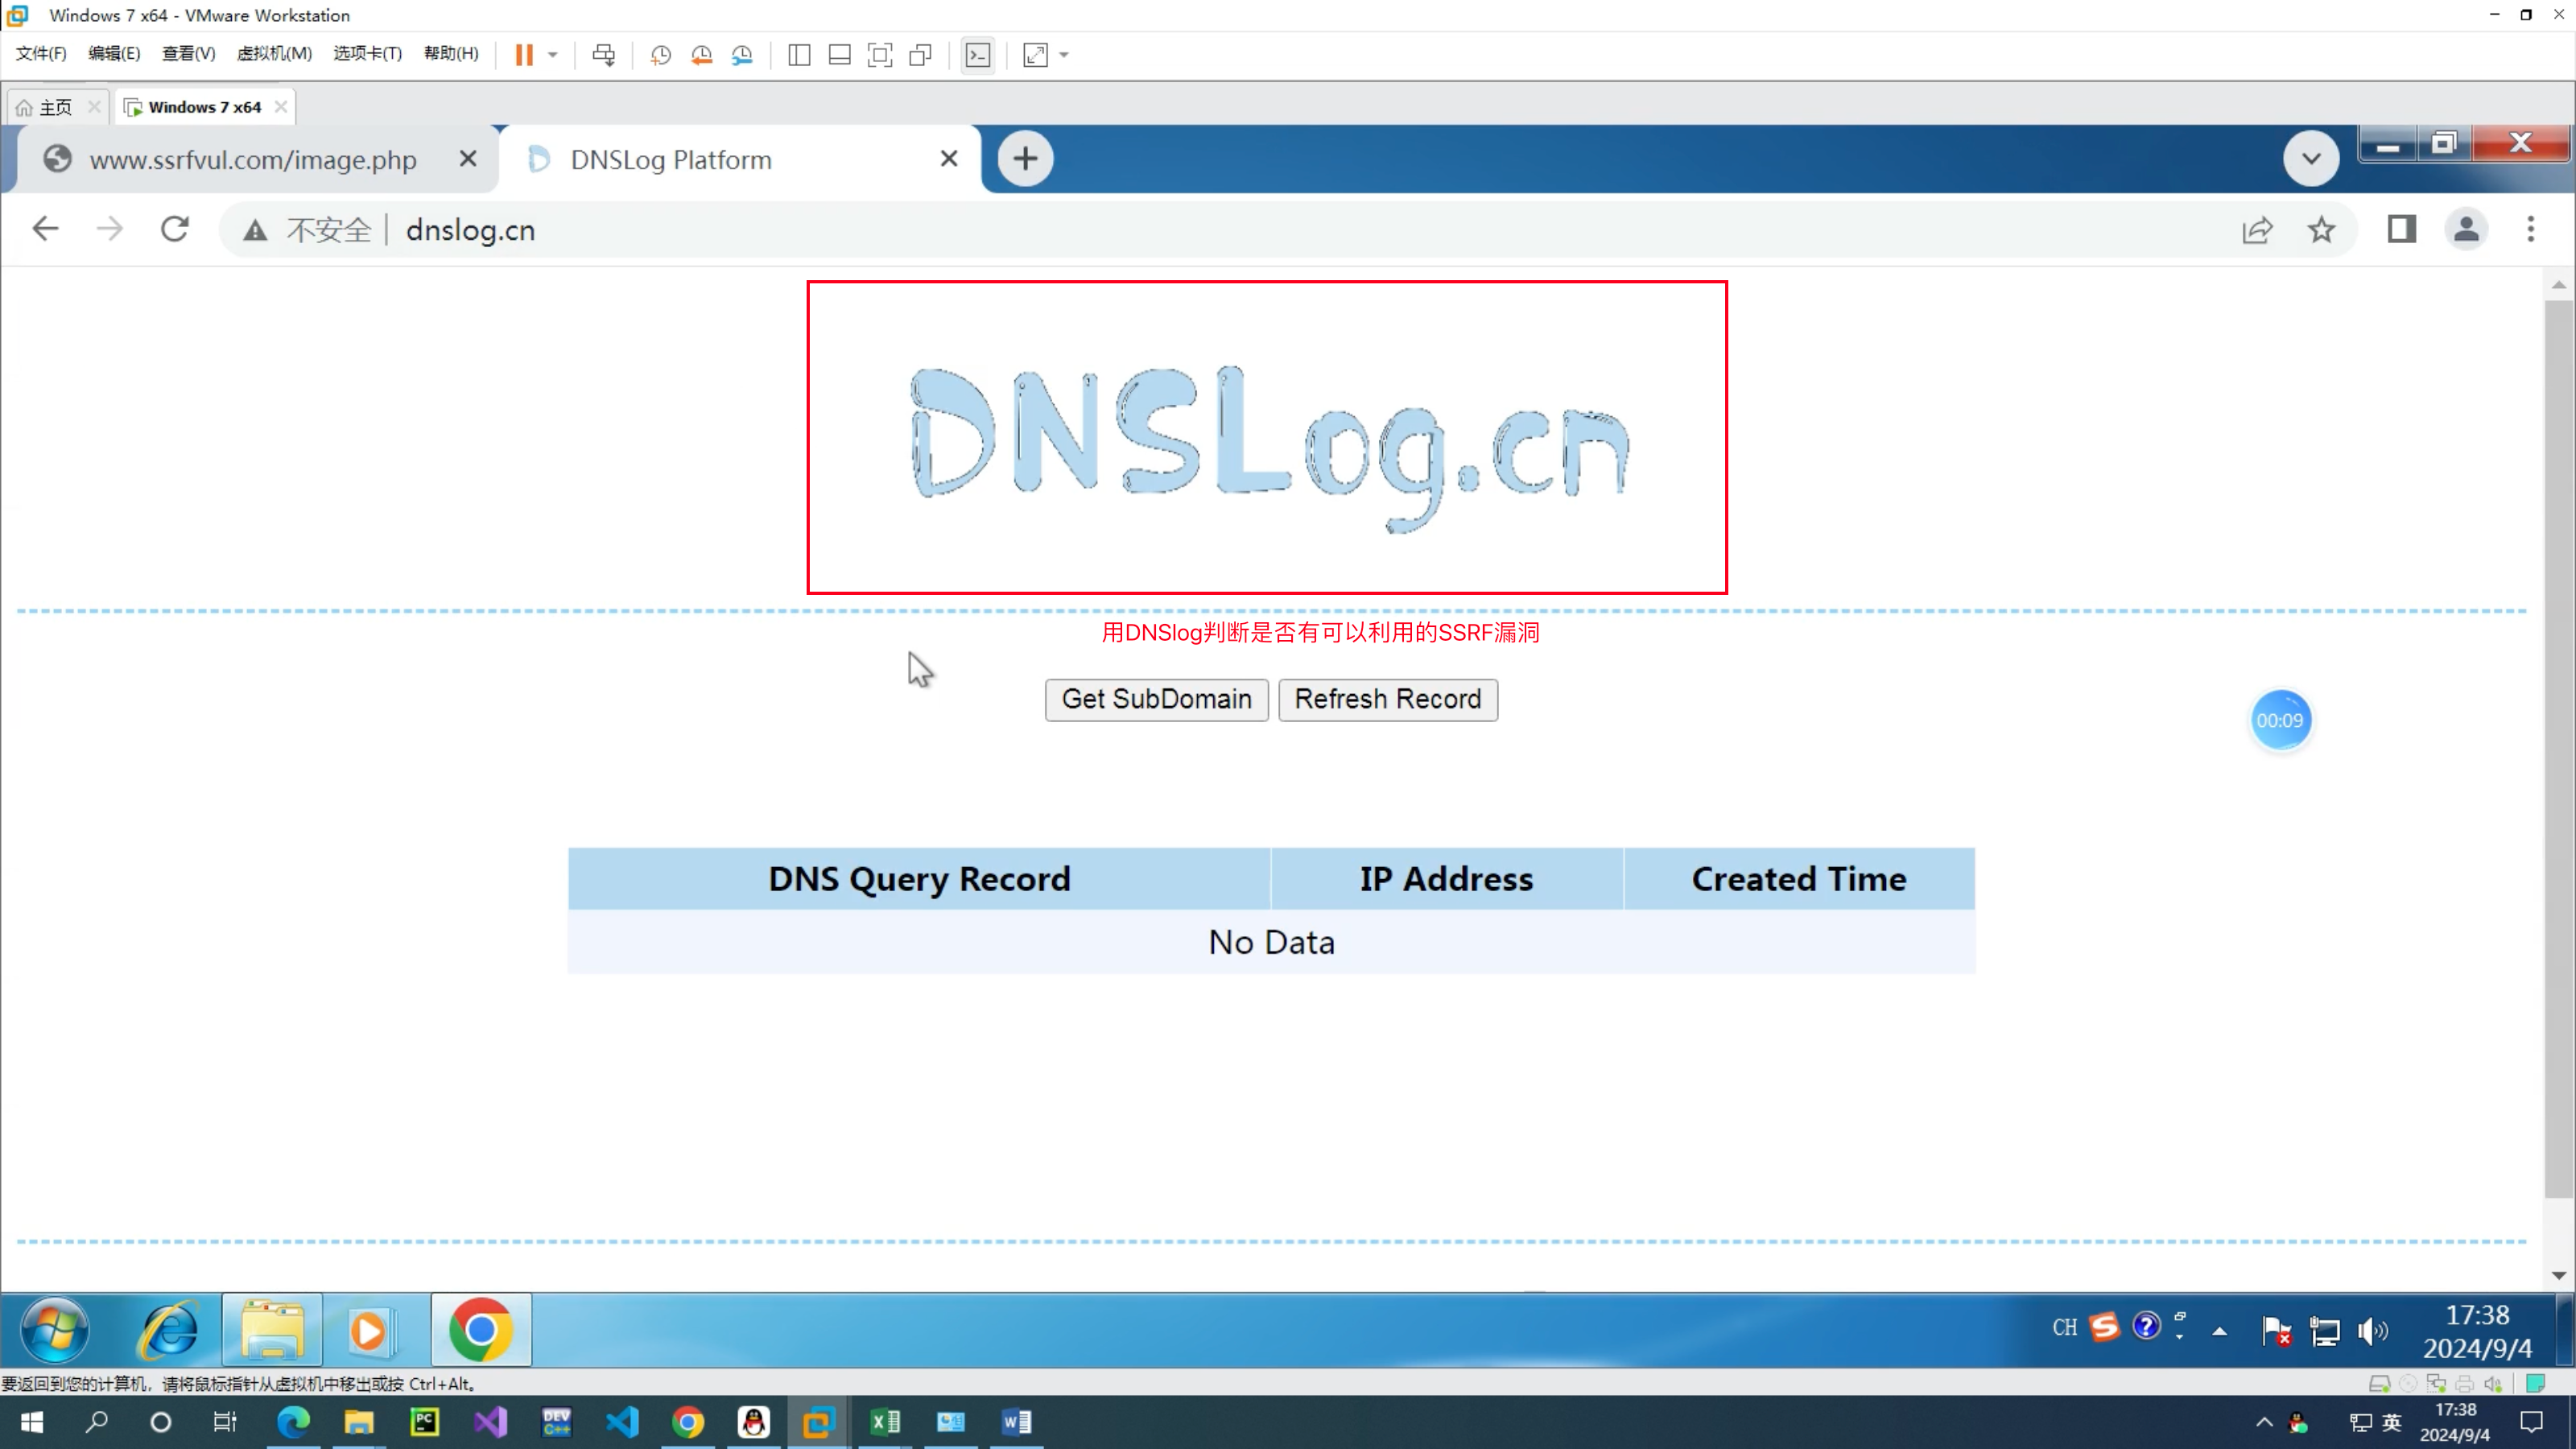 Windows 7 x64 - VMware Workstation
文件(F) 编辑(E) 查看(V) 虚拟机(M) 选项卡(T) 帮助(H)
主页 Windows 7 x64
www.ssrfvul.com/image.php DNSLog Platform
不安全 dnslog.cn
DNSLog.cn
用DNSlog判断是否有可以利用的SSRF漏洞
Get SubDomain Refresh Record
00:09
DNS Query Record IP Address Created Time
No Data
CH 17:38
2024/9/4
要返回到您的计算机，请将鼠标指针从虚拟机中移出或按 Ctrl+Alt。
PC DEV C++ 英 17:38
2024/9/4